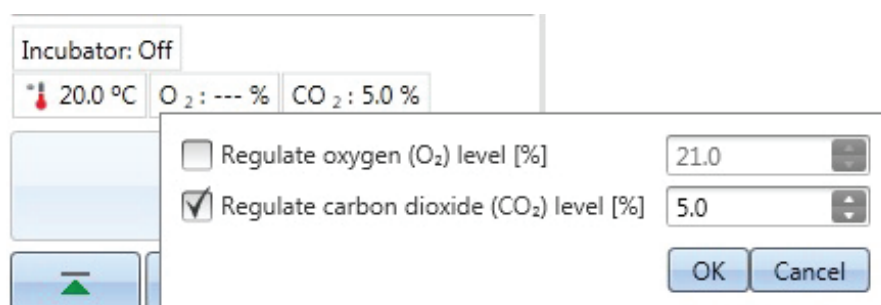 Incubator: Off
20.0 ºC O₂ : --- % CO₂ : 5.0 %
Regulate oxygen (O₂) level [%] 21.0
Regulate carbon dioxide (CO₂) level [%] 5.0
OK Cancel